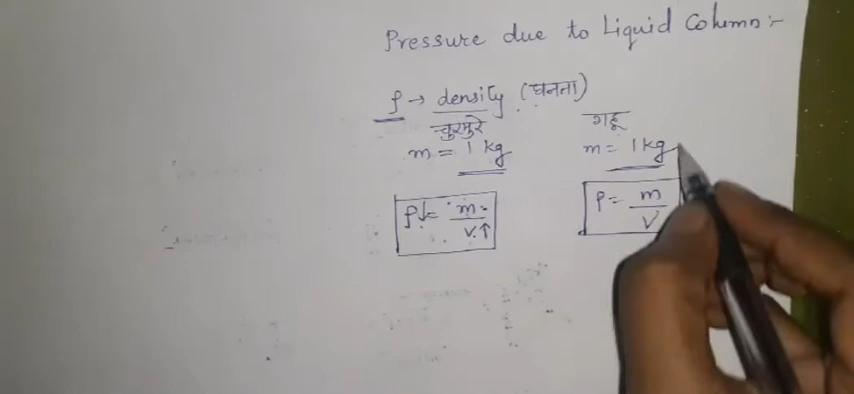 Pressure due to Liquid Column:-
ρ → density (घनता)
चुरमुरे गहू
m = 1 kg m = 1 kg
ρ↓ = m / V↑ ρ = m / V